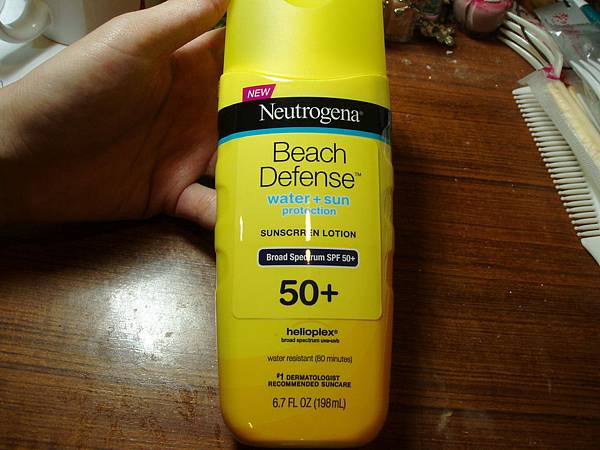 NEW
Neutrogena®
Beach
Defense™
water + sun
protection
SUNSCRREN LOTION
Broad Spectrum SPF 50+
50+
helioplex®
broad spectrum uva•uvb
water resistant (80 minutes)
#1 DERMATOLOGIST
RECOMMENDED SUNCARE
6.7 FL OZ (198mL)